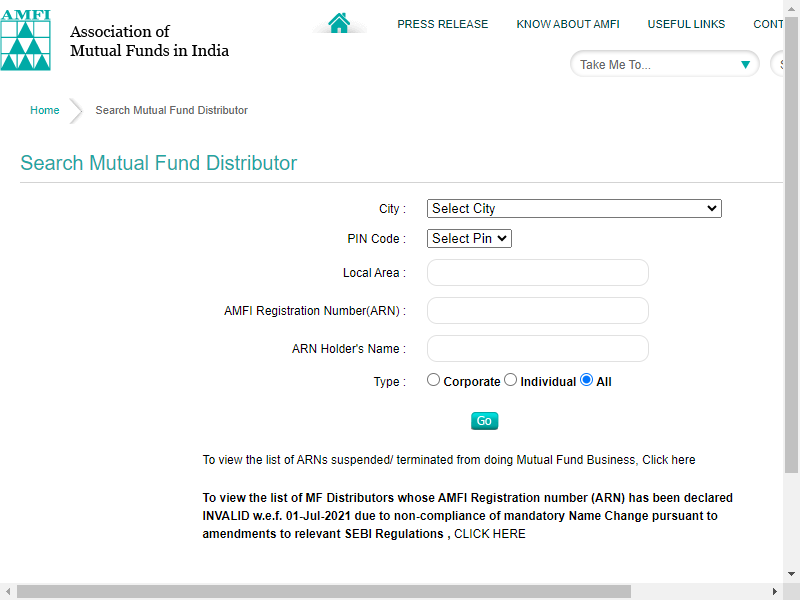 AMFI
Association of
Mutual Funds in India
PRESS RELEASE KNOW ABOUT AMFI USEFUL LINKS CONT
Take Me To...
Home Search Mutual Fund Distributor
Search Mutual Fund Distributor
City : Select City
PIN Code : Select Pin
Local Area :
AMFI Registration Number(ARN) :
ARN Holder's Name :
Type : Corporate Individual All
Go
To view the list of ARNs suspended/ terminated from doing Mutual Fund Business, Click here
To view the list of MF Distributors whose AMFI Registration number (ARN) has been declared
INVALID w.e.f. 01-Jul-2021 due to non-compliance of mandatory Name Change pursuant to
amendments to relevant SEBI Regulations , CLICK HERE